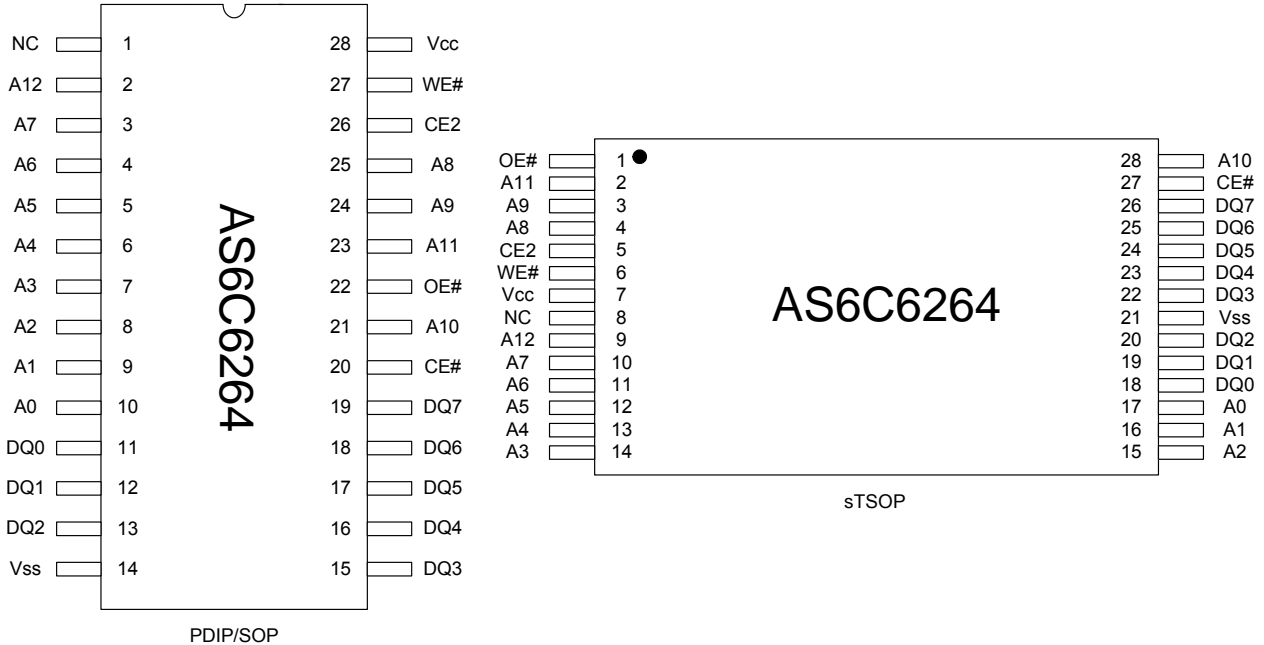 NC 1 28 Vcc
A12 2 27 WE#
A7 3 26 CE2
A6 4 25 A8
A5 5 24 A9
A4 6 23 A11
A3 7 22 OE#
A2 8 21 A10
A1 9 20 CE#
A0 10 19 DQ7
DQ0 11 18 DQ6
DQ1 12 17 DQ5
DQ2 13 16 DQ4
Vss 14 15 DQ3
AS6C6264
PDIP/SOP
OE# 1 28 A10
A11 2 27 CE#
A9 3 26 DQ7
A8 4 25 DQ6
CE2 5 24 DQ5
WE# 6 23 DQ4
Vcc 7 22 DQ3
NC 8 21 Vss
A12 9 20 DQ2
A7 10 19 DQ1
A6 11 18 DQ0
A5 12 17 A0
A4 13 16 A1
A3 14 15 A2
AS6C6264
sTSOP